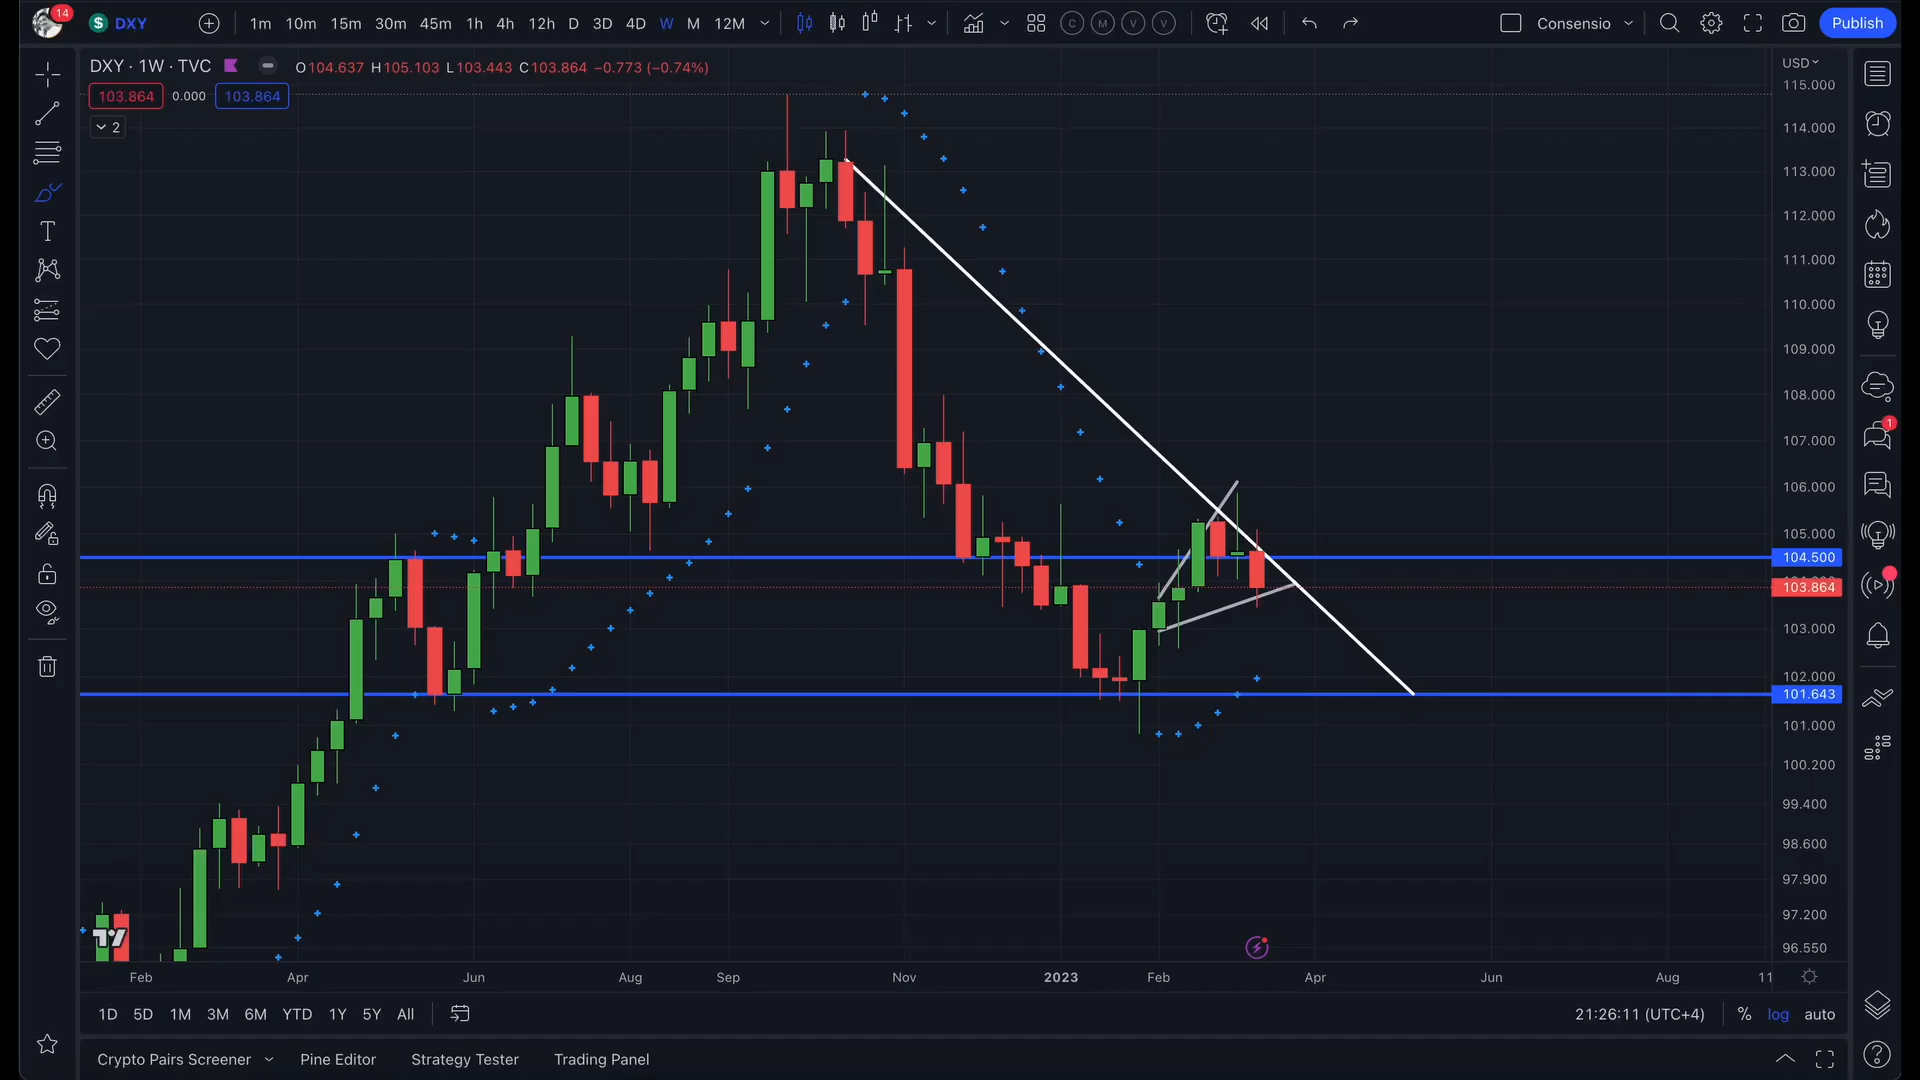 14
DXY
1m 10m 15m 30m 45m 1h 4h 12h D 3D 4D W M 12M
C M V V
Consensio
Publish
DXY · 1W · TVC
O104.637 H105.103 L103.443 C103.864 −0.773 (−0.74%)
103.864 0.000 103.864
2
USD
115.000
114.000
113.000
112.000
111.000
110.000
109.000
108.000
107.000
106.000
105.000
104.500
103.864
103.000
102.000
101.643
101.000
100.200
99.400
98.600
97.900
97.200
96.550
1
Feb Apr Jun Aug Sep Nov 2023 Feb Apr Jun Aug 11
1D 5D 1M 3M 6M YTD 1Y 5Y All
21:26:11 (UTC+4) % log auto
Crypto Pairs Screener Pine Editor Strategy Tester Trading Panel